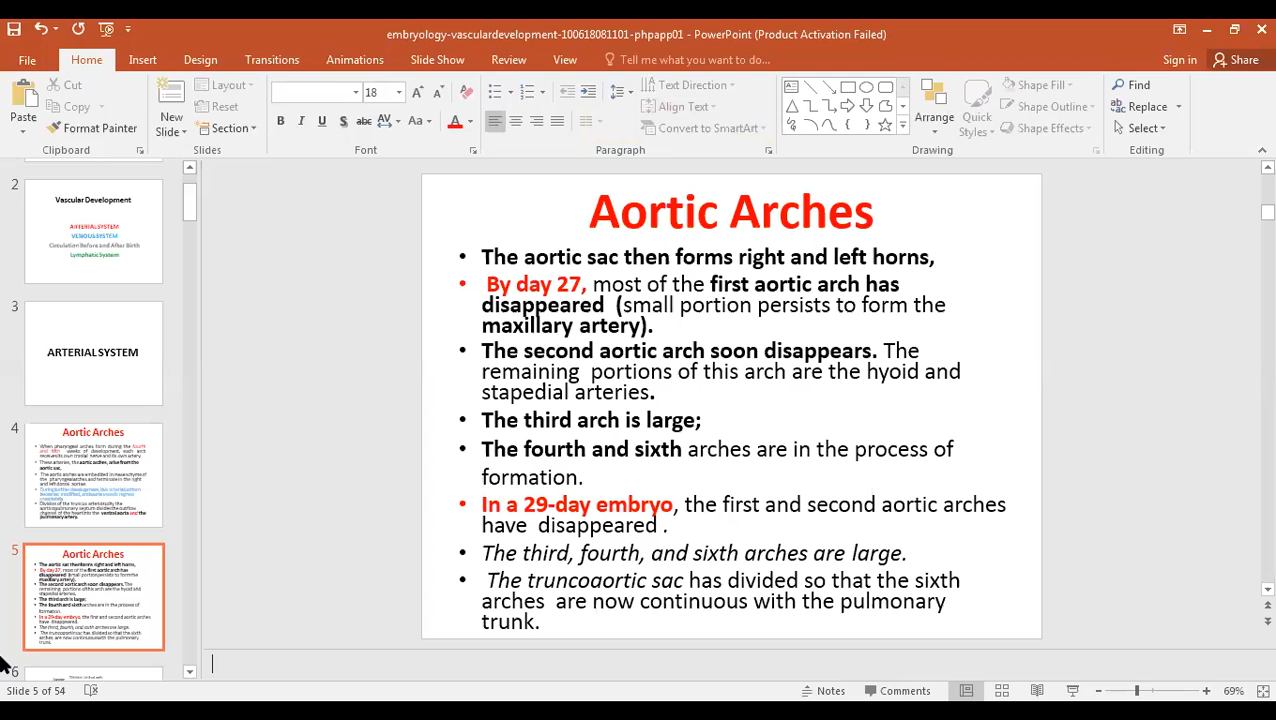 embryology-vasculardevelopment-100618081101-phpapp01 - PowerPoint (Product Activation Failed)
File Home Insert Design Transitions Animations Slide Show Review View Tell me what you want to do... Sign in Share
Paste Cut Copy Format Painter New Slide Layout Reset Section 18 B I U S abc AV Aa A Text Direction Align Text Convert to SmartArt Arrange Quick Styles Shape Fill Shape Outline Shape Effects Find Replace Select
Clipboard Slides Font Paragraph Drawing Editing
2
Vascular Development
ARTERIAL SYSTEM
VENOUS SYSTEM
Circulation Before and After Birth
Lymphatic System
3
ARTERIAL SYSTEM
4
Aortic Arches
5
Aortic Arches
6
Aortic Arches
• The aortic sac then forms right and left horns,
• By day 27, most of the first aortic arch has
disappeared (small portion persists to form the
maxillary artery).
• The second aortic arch soon disappears. The
remaining portions of this arch are the hyoid and
stapedial arteries.
• The third arch is large;
• The fourth and sixth arches are in the process of
formation.
• In a 29-day embryo, the first and second aortic arches
have disappeared .
• The third, fourth, and sixth arches are large.
• The truncoaortic sac has divided so that the sixth
arches are now continuous with the pulmonary
trunk.
Slide 5 of 54 Notes Comments 69%